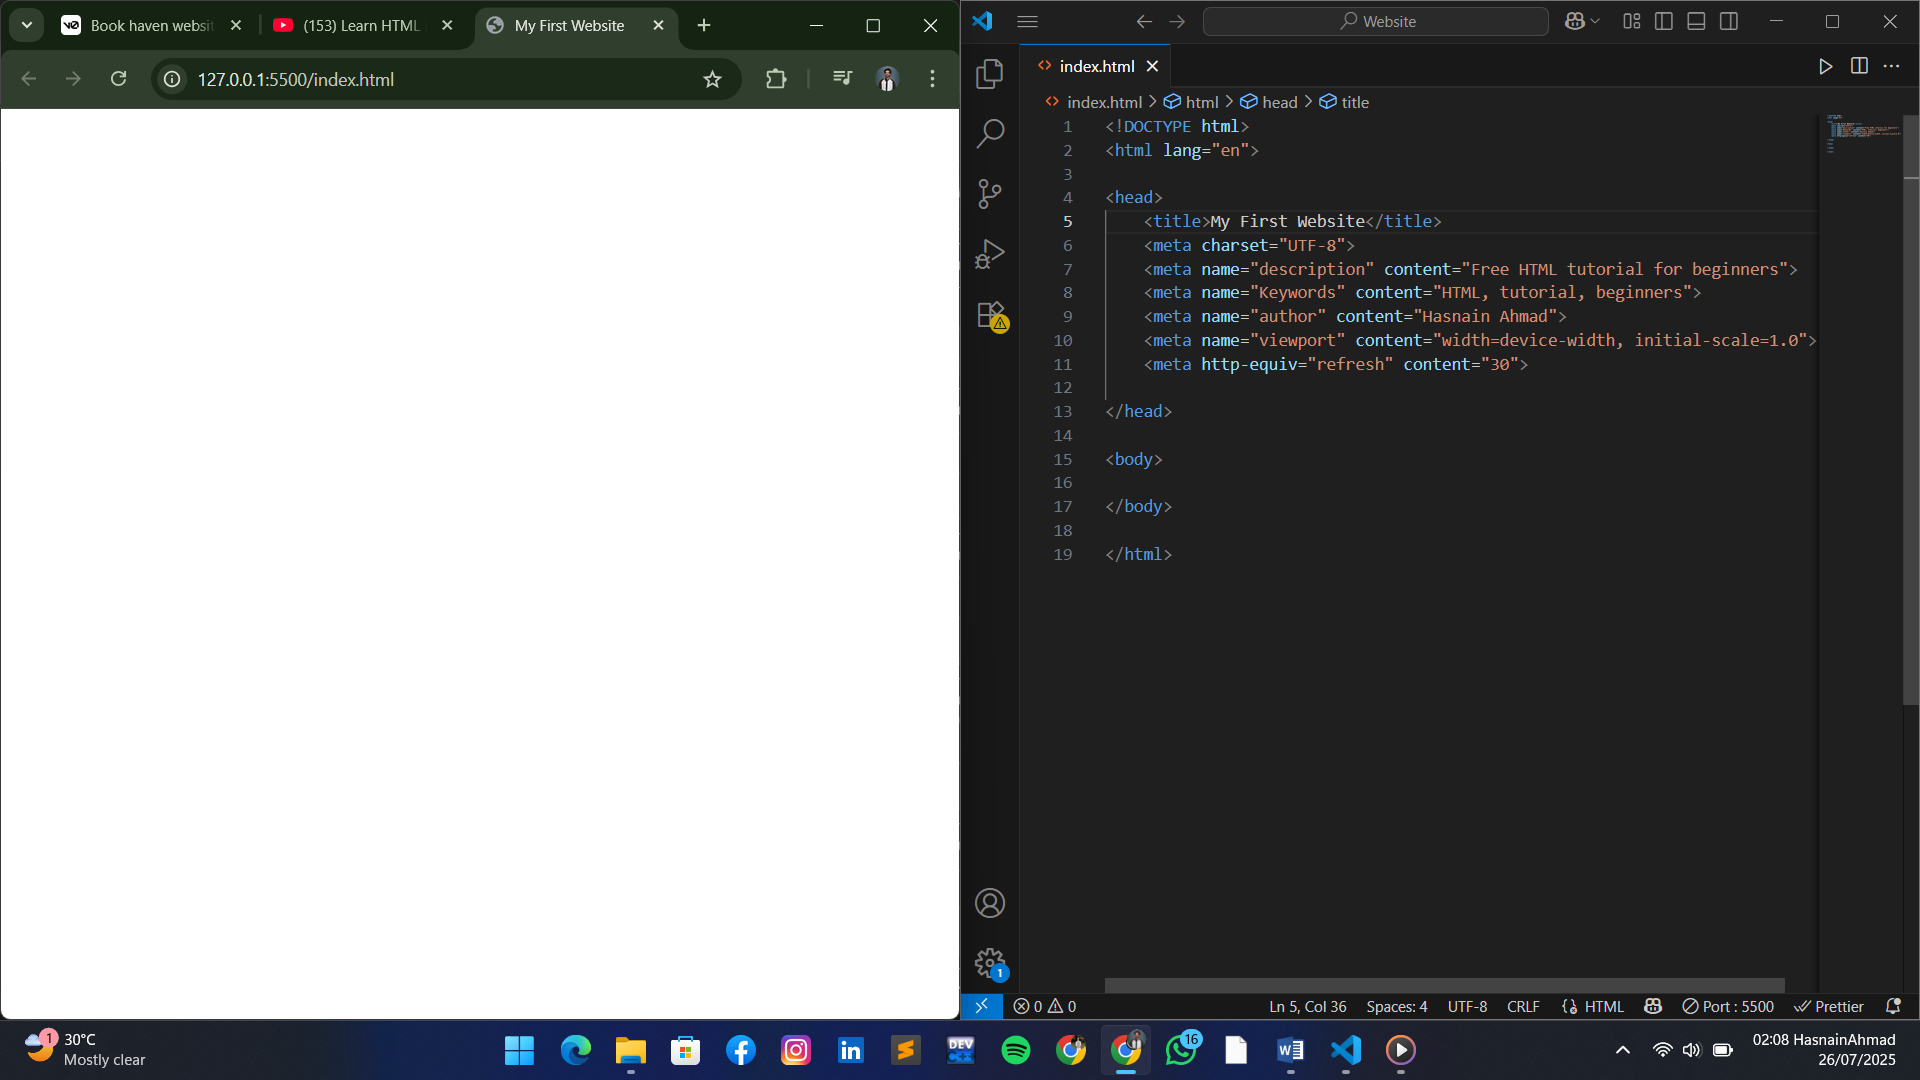 Book haven websit
(153) Learn HTML
My First Website
127.0.0.1:5500/index.html
Website
index.html
index.html > html > head > title
1 <!DOCTYPE html>
2 <html lang="en">
3
4 <head>
5 <title>My First Website</title>
6 <meta charset="UTF-8">
7 <meta name="description" content="Free HTML tutorial for beginners">
8 <meta name="Keywords" content="HTML, tutorial, beginners">
9 <meta name="author" content="Hasnain Ahmad">
10 <meta name="viewport" content="width=device-width, initial-scale=1.0">
11 <meta http-equiv="refresh" content="30">
12
13 </head>
14
15 <body>
16
17 </body>
18
19 </html>
1
0 0 Ln 5, Col 36 Spaces: 4 UTF-8 CRLF HTML Port : 5500 Prettier
1
30°C
Mostly clear
DEV
16
02:08 HasnainAhmad
26/07/2025